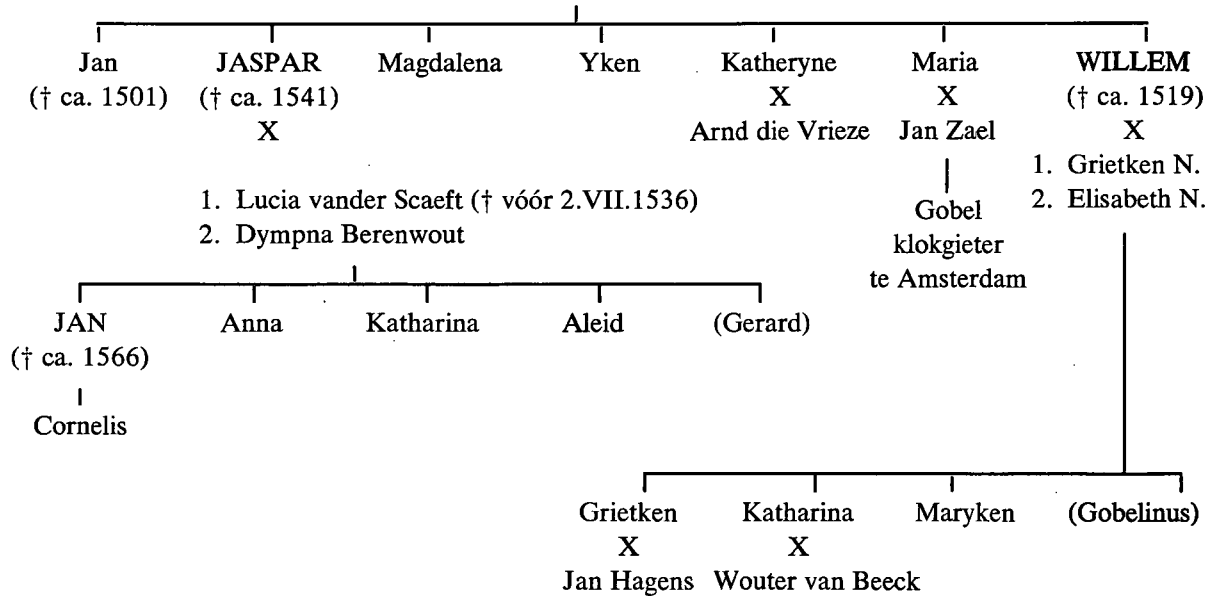 Jan JASPAR Magdalena Yken Katheryne Maria WILLEM
(† ca. 1501) († ca. 1541) X X († ca. 1519)
X Arnd die Vrieze Jan Zael X
1. Grietken N.
1. Lucia vander Scaeft († vóór 2.VII.1536) 2. Elisabeth N.
2. Dympna Berenwout
Gobel
klokgieter
te Amsterdam
JAN Anna Katharina Aleid (Gerard)
(† ca. 1566)
Cornelis
Grietken Katharina Maryken (Gobelinus)
X X
Jan Hagens Wouter van Beeck